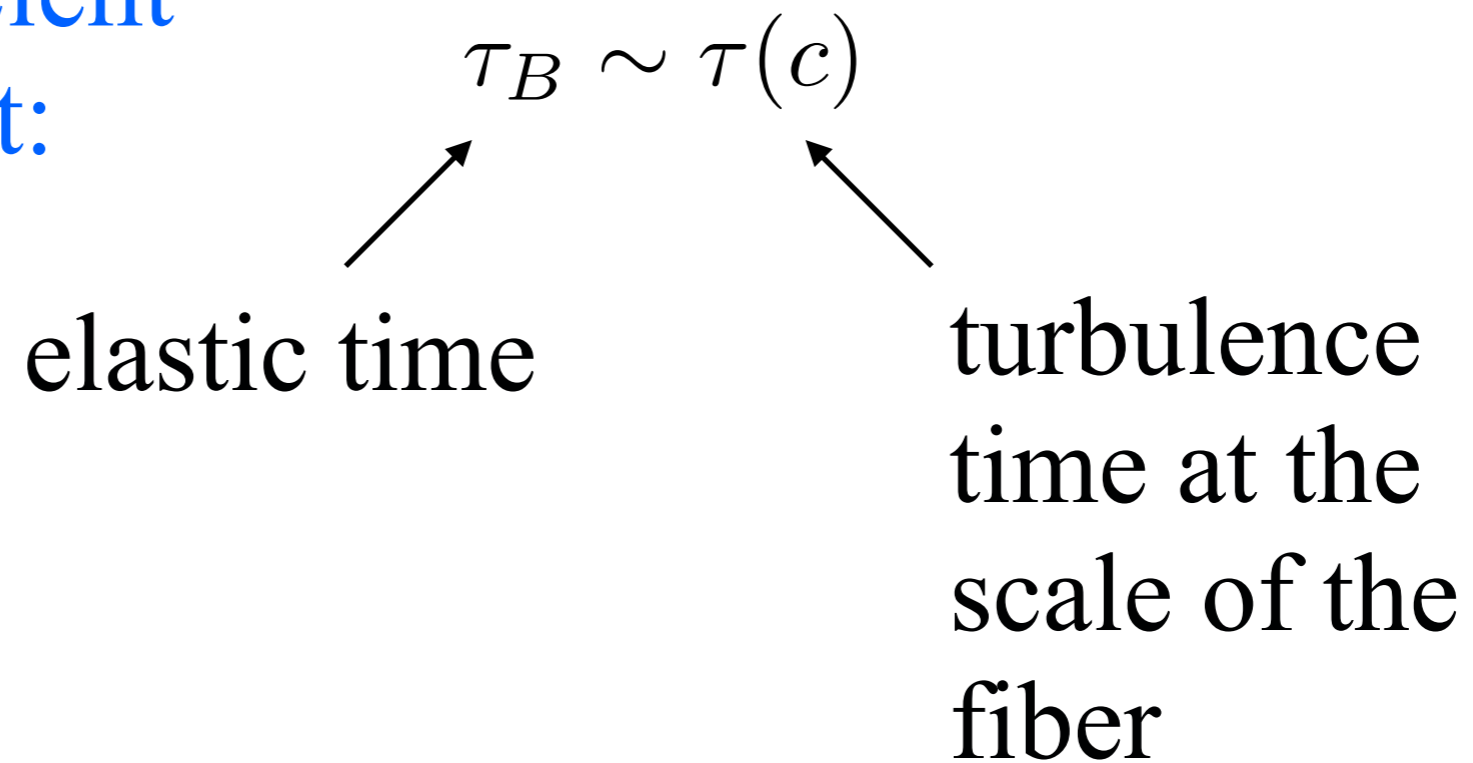 t:
τ_B ∼ τ(c)
elastic time
turbulence
time at the
scale of the
fiber